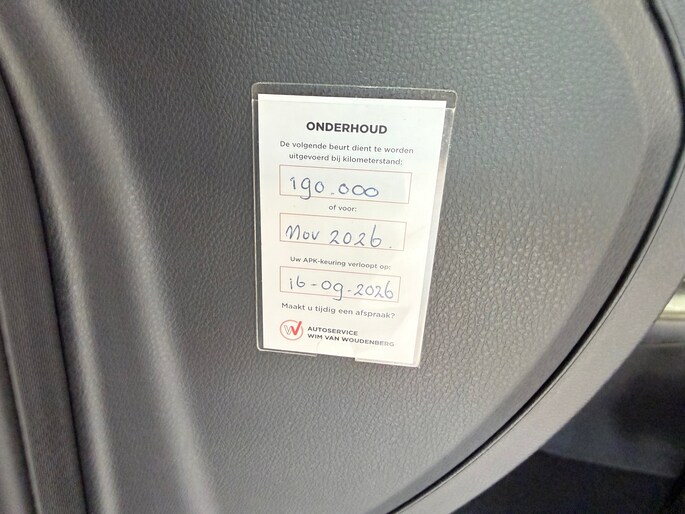 ONDERHOUD
De volgende beurt dient te worden
uitgevoerd bij kilometerstand:
190.000
of voor:
Nov 2026.
Uw APK-keuring verloopt op:
16-09-2026
Maakt u tijdig een afspraak?
AUTOSERVICE
WIM VAN WOUDENBERG